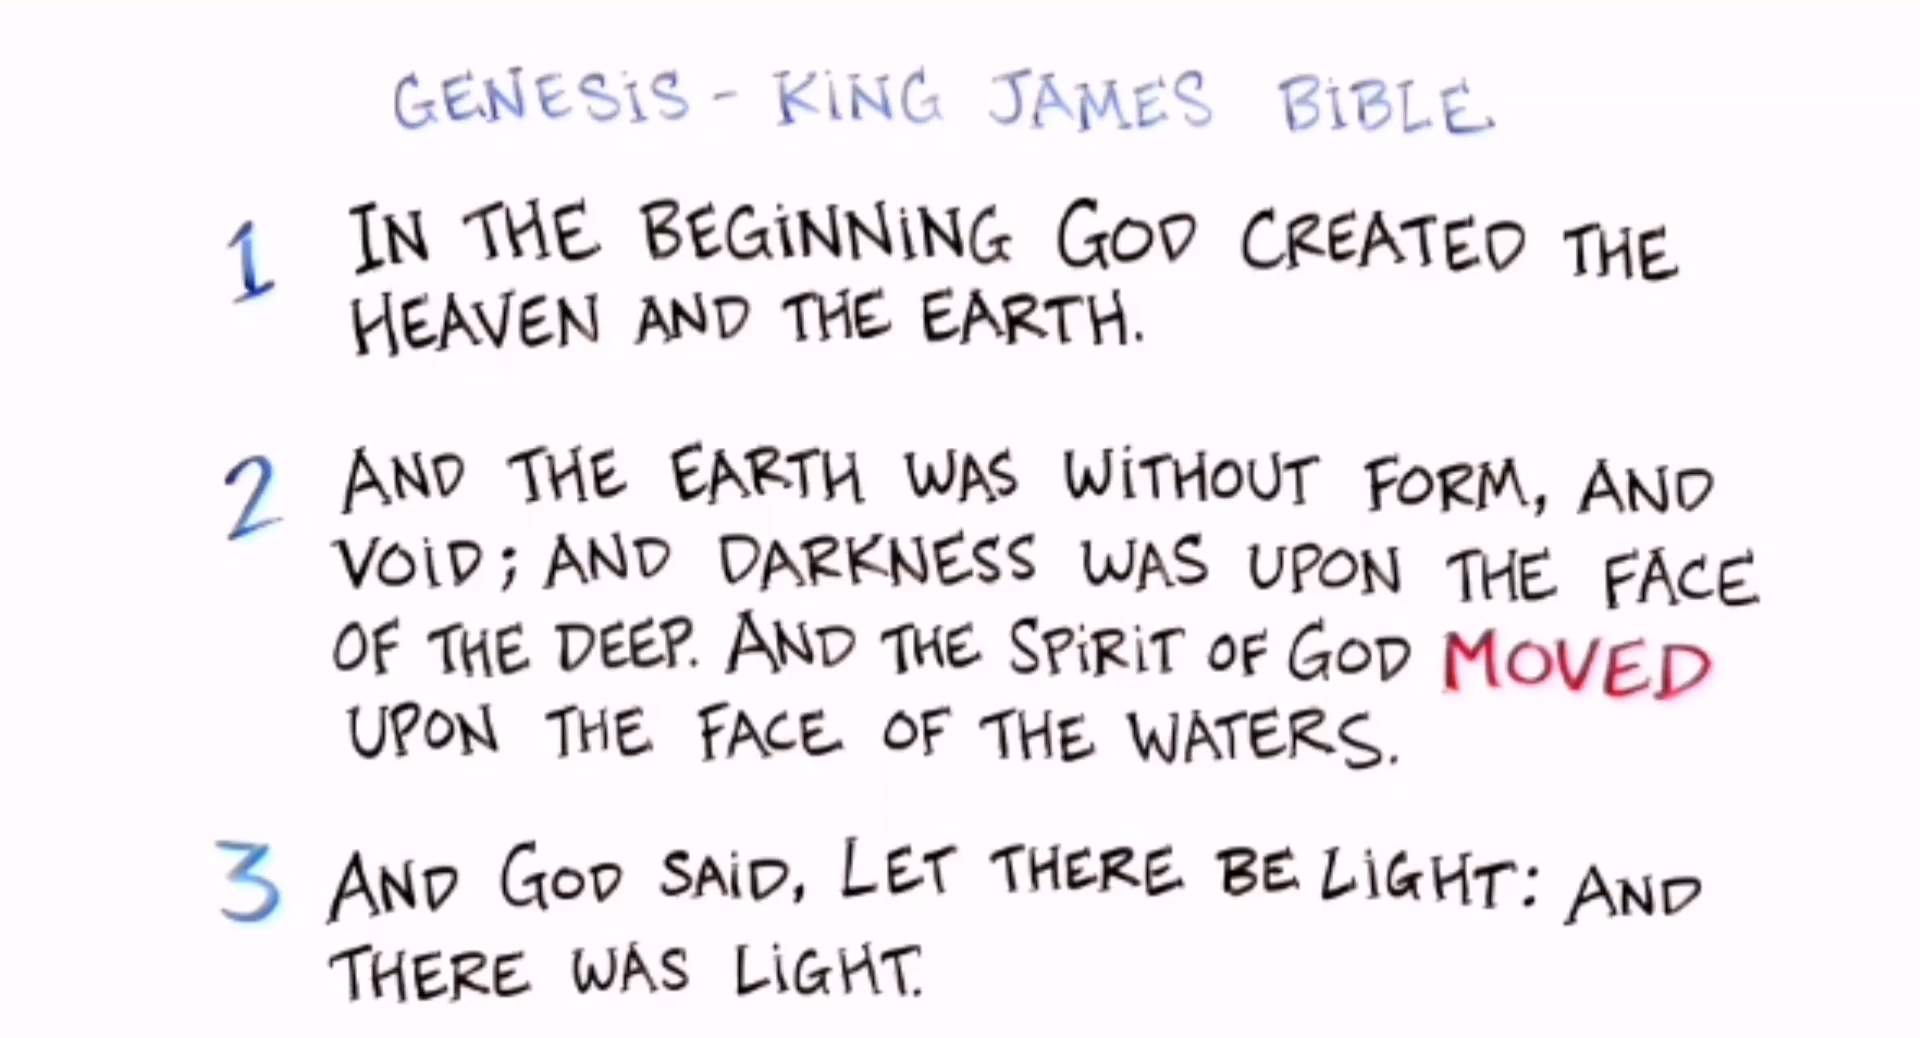 GENESIS - KING JAMES BIBLE
1 IN THE BEGINNING GOD CREATED THE
HEAVEN AND THE EARTH.
2 AND THE EARTH WAS WITHOUT FORM, AND
VOID; AND DARKNESS WAS UPON THE FACE
OF THE DEEP. AND THE SPIRIT OF GOD MOVED
UPON THE FACE OF THE WATERS.
3 AND GOD SAID, LET THERE BE LIGHT: AND
THERE WAS LIGHT.